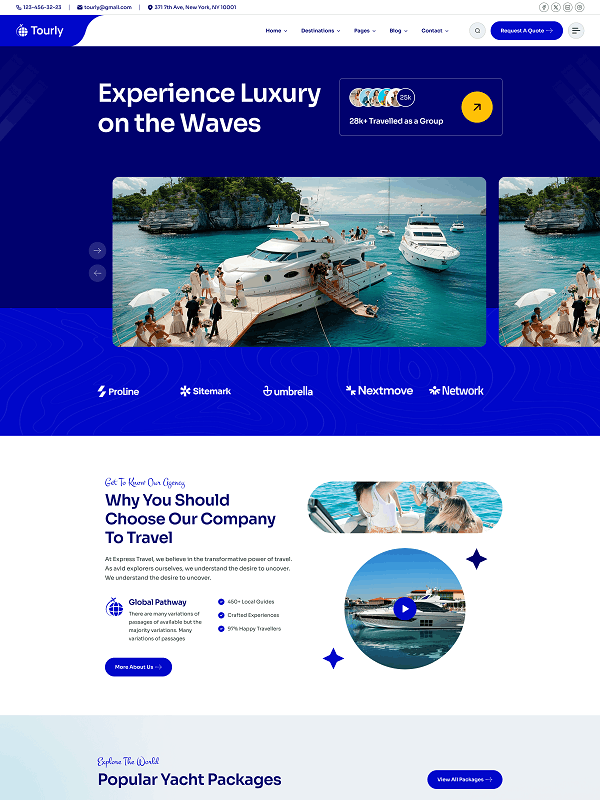 123-456-32-23
tourly@gmail.com
371 7th Ave, New York, NY 10001
Tourly
Home
Destinations
Pages
Blog
Contact
Request A Quote
Experience Luxury
on the Waves
25k
28k+ Travelled as a Group
Proline
Sitemark
umbrella
Nextmove
Network
Get To Know Our Agency
Why You Should
Choose Our Company
To Travel
At Express Travel, we believe in the transformative power of travel.
As avid explorers ourselves, we understand the desire to uncover.
We understand the desire to uncover.
Global Pathway
There are many variations of
passages of available but the
majority variations. Many
variations of passages
450+ Local Guides
Crafted Experiences
97% Happy Travellers
More About Us
Explore The World
Popular Yacht Packages
View All Packages